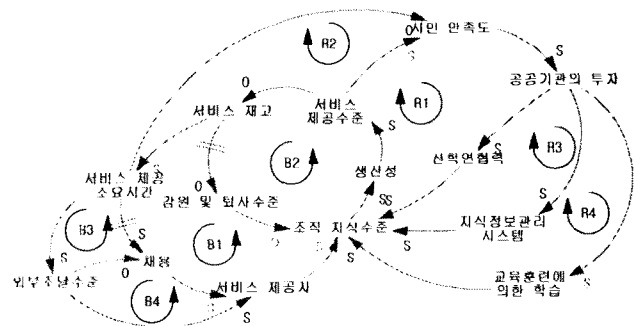 R2
O
시민 만족도
S
S
공공기관의 투자
O
서비스 재고
서비스
제공수준
R1
S
S
산학연협력
R3
B2
생산성
서비스 제공
소요시간
S
O
감원 및 퇴사수준
S
SS
S
지식정보관리
시스템
R4
조직 지식수준
B3
S
B1
S
S
S
채용
O
S
외부조달수준
B4
서비스 제공자
S
교육훈련에
의한 학습
S